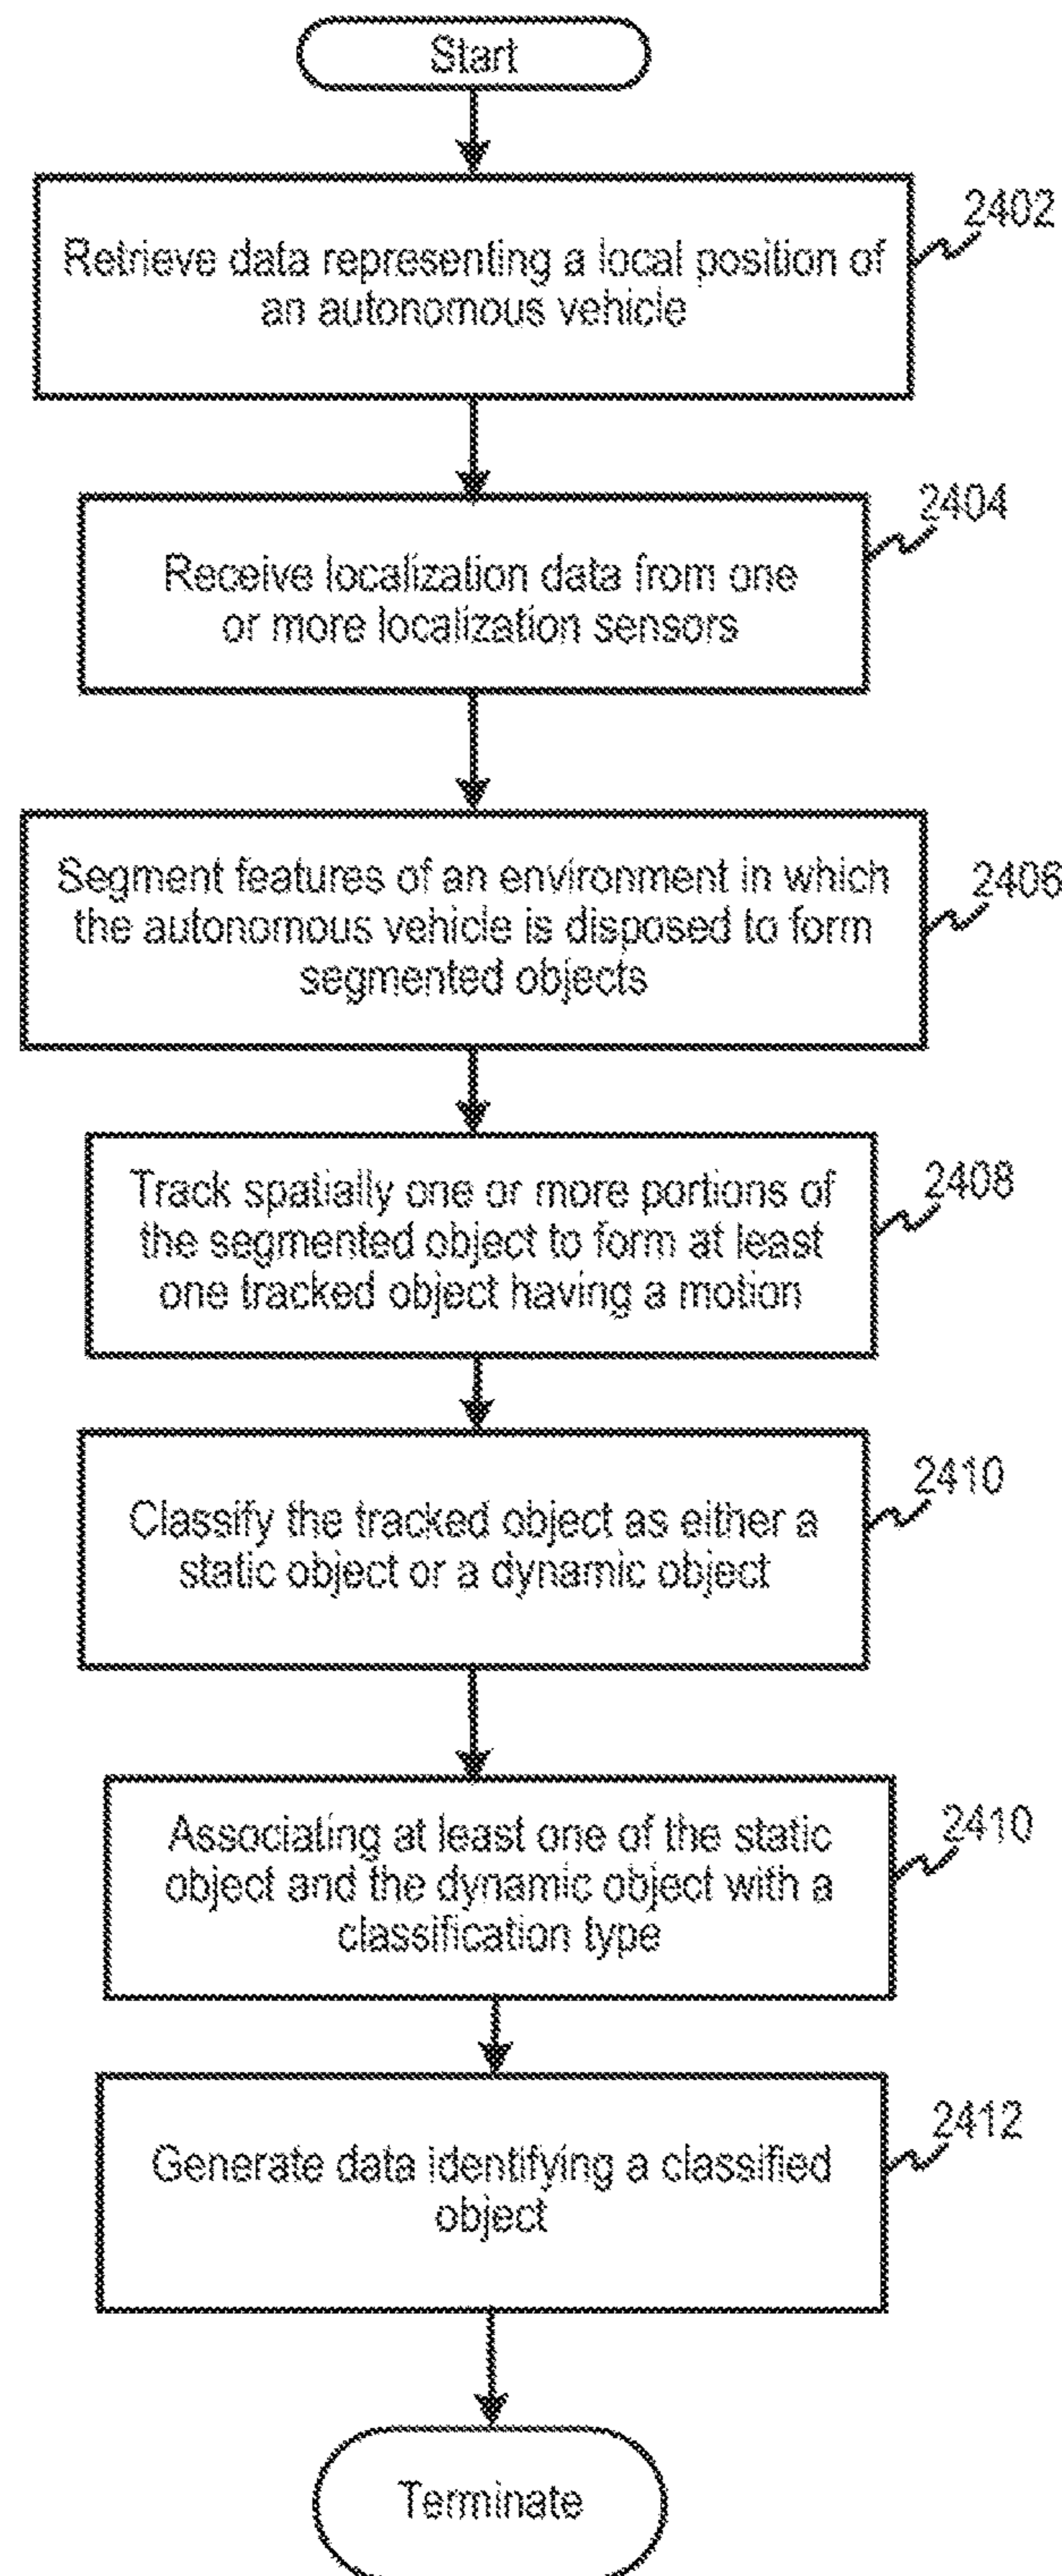 Start
Retrieve data representing a local position of
an autonomous vehicle
2402
Receive localization data from one
or more localization sensors
2404
Segment features of an environment in which
the autonomous vehicle is disposed to form
segmented objects
2406
Track spatially one or more portions of
the segmented object to form at least
one tracked object having a motion
2408
Classify the tracked object as either a
static object or a dynamic object
2410
Associating at least one of the static
object and the dynamic object with a
classification type
2410
Generate data identifying a classified
object
2412
Terminate